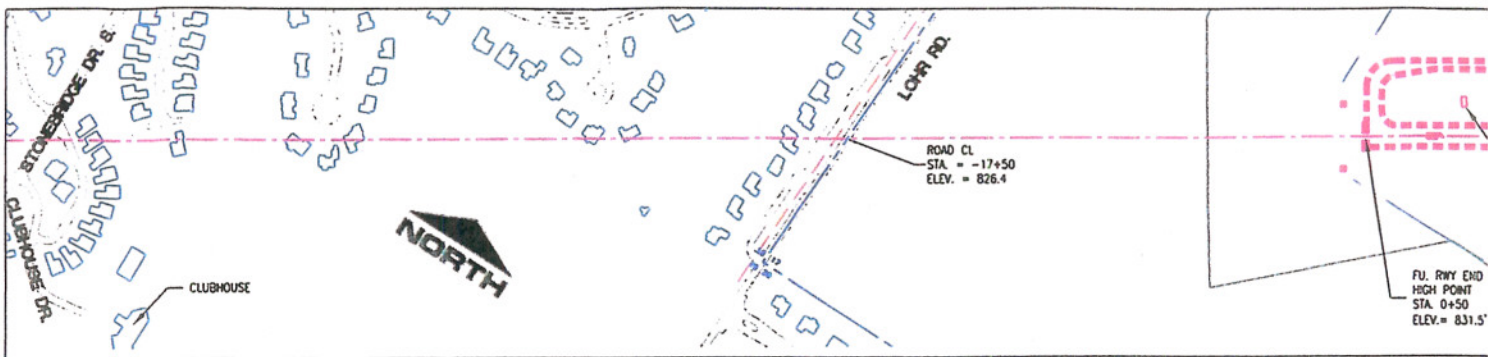 STONEBRIDGE DR. S.
CLUBHOUSE DR.
CLUBHOUSE
NORTH
LOHR RD.
ROAD CL
STA. = -17+50
ELEV. = 826.4
FU. RWY END
HIGH POINT
STA. 0+50
ELEV.= 831.5'